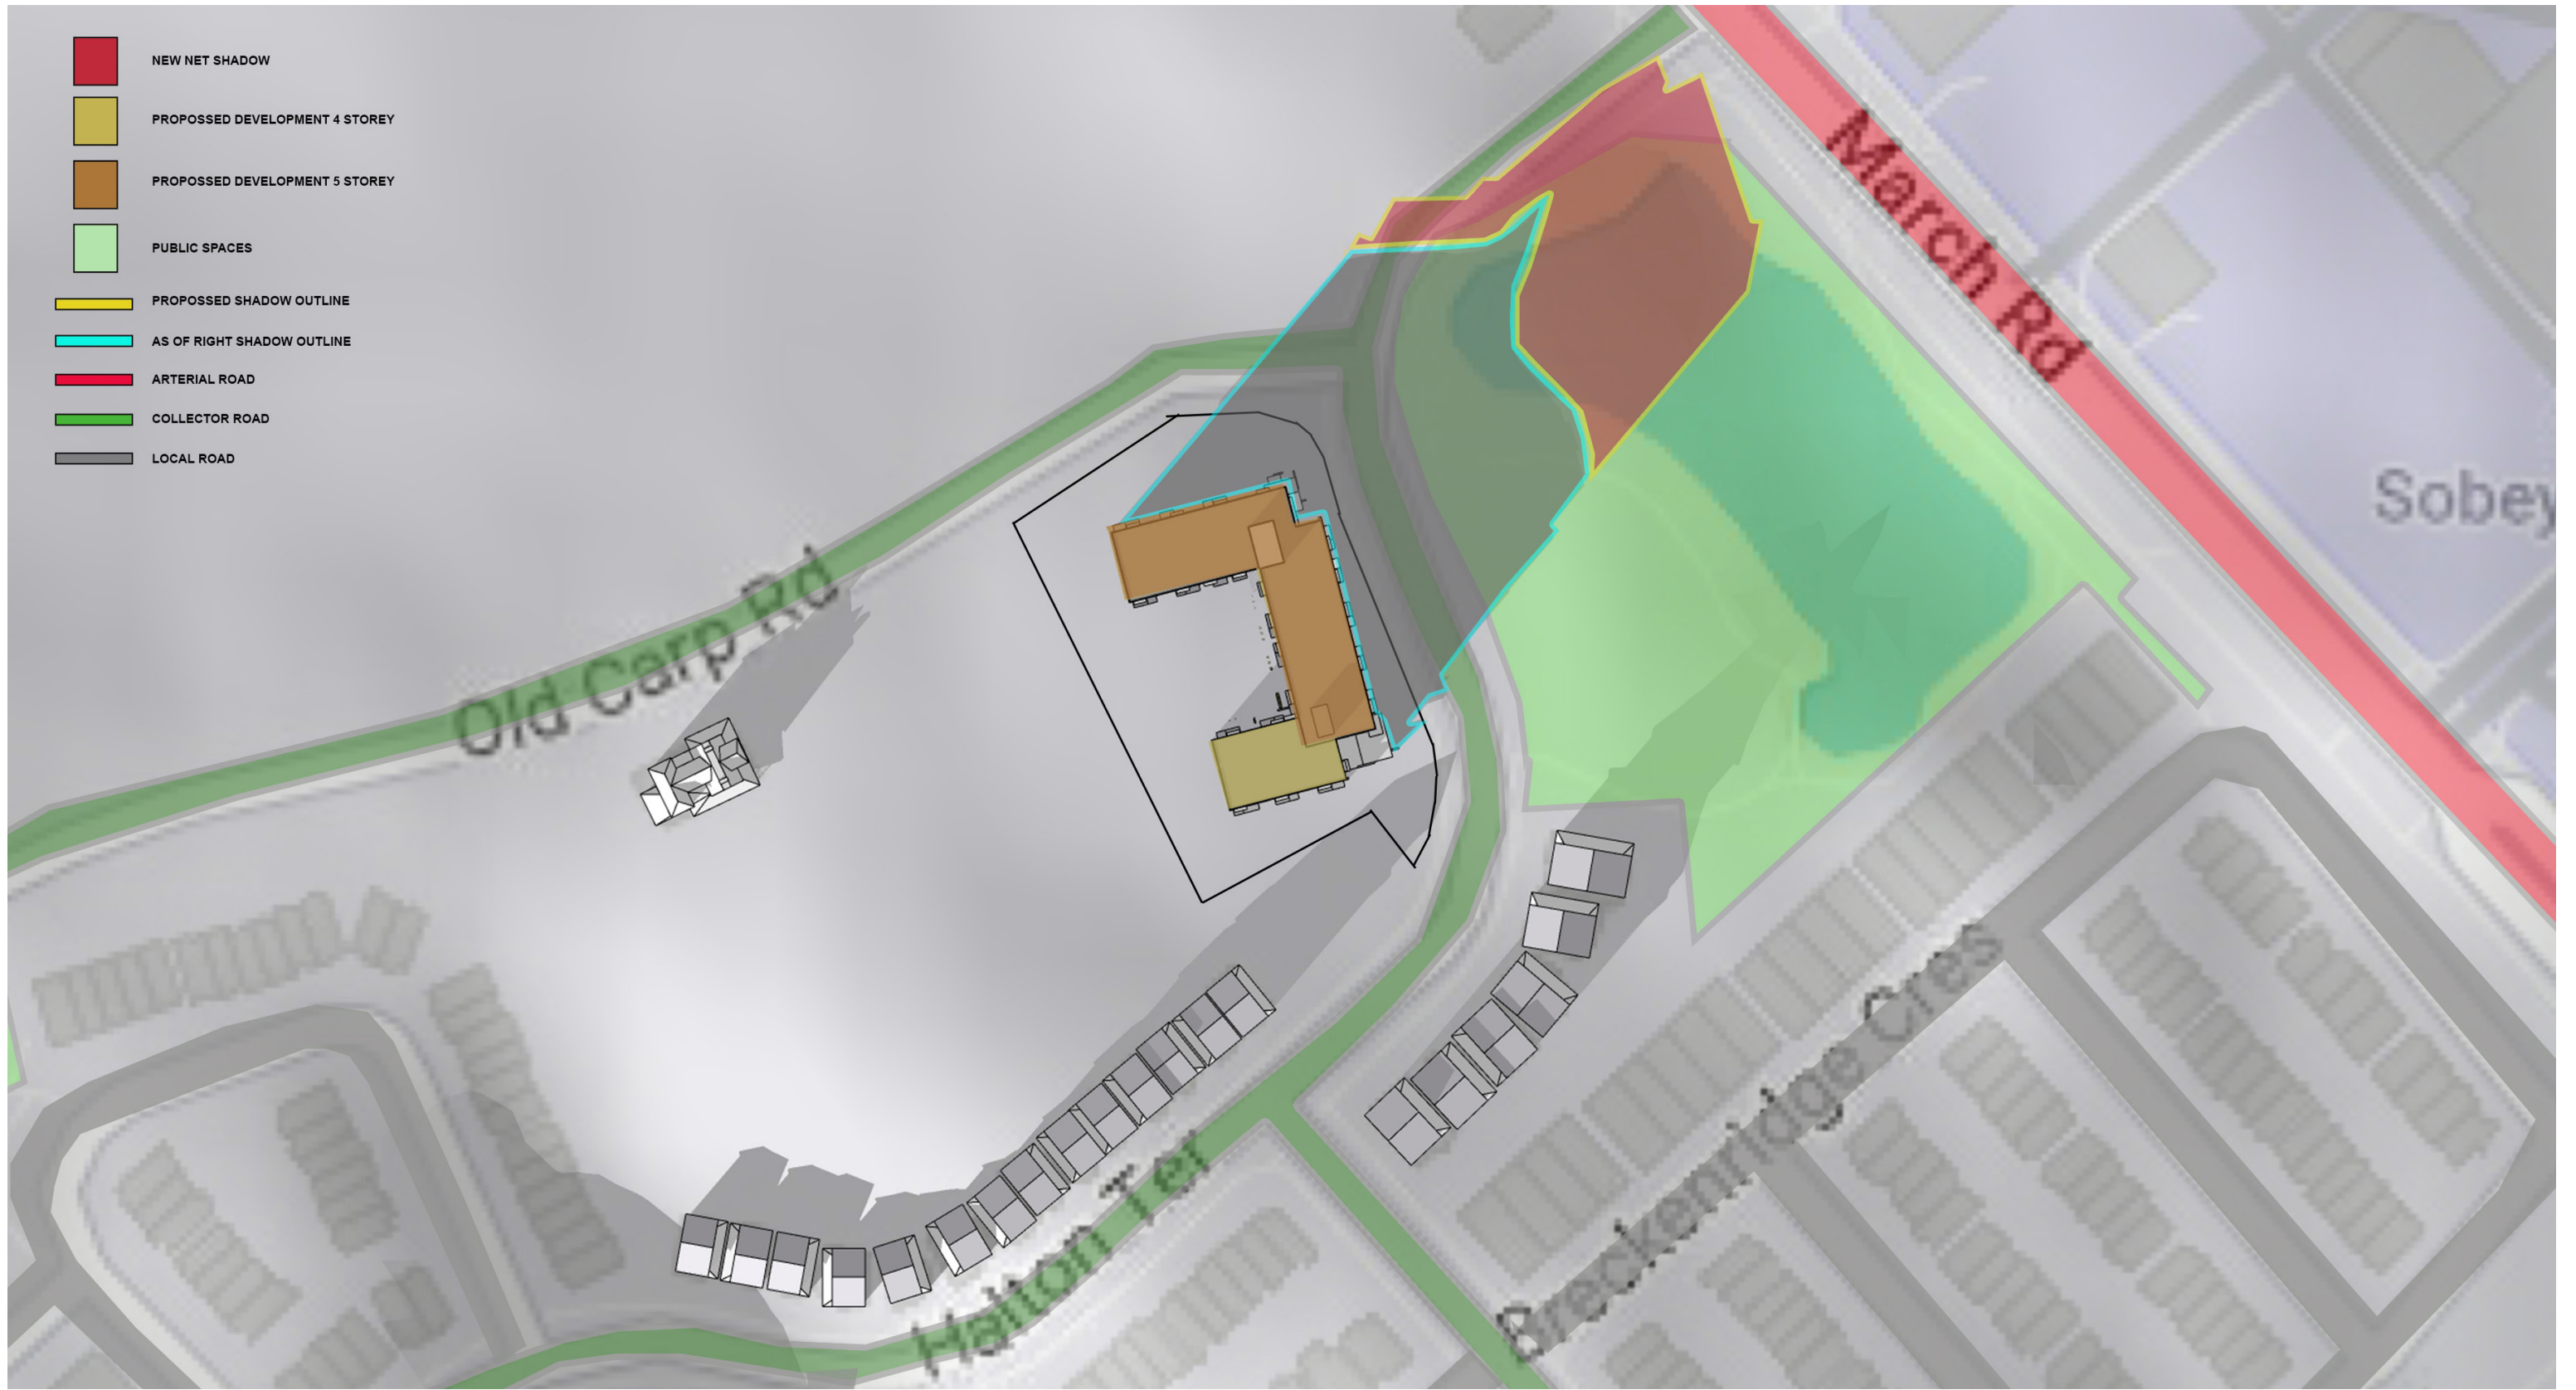 NEW NET SHADOW
PROPOSSED DEVELOPMENT 4 STOREY
PROPOSSED DEVELOPMENT 5 STOREY
PUBLIC SPACES
PROPOSSED SHADOW OUTLINE
AS OF RIGHT SHADOW OUTLINE
ARTERIAL ROAD
COLLECTOR ROAD
LOCAL ROAD
March Rd
Sobey
Old Carp Rd
Halton Ter
Breckenridge Cres